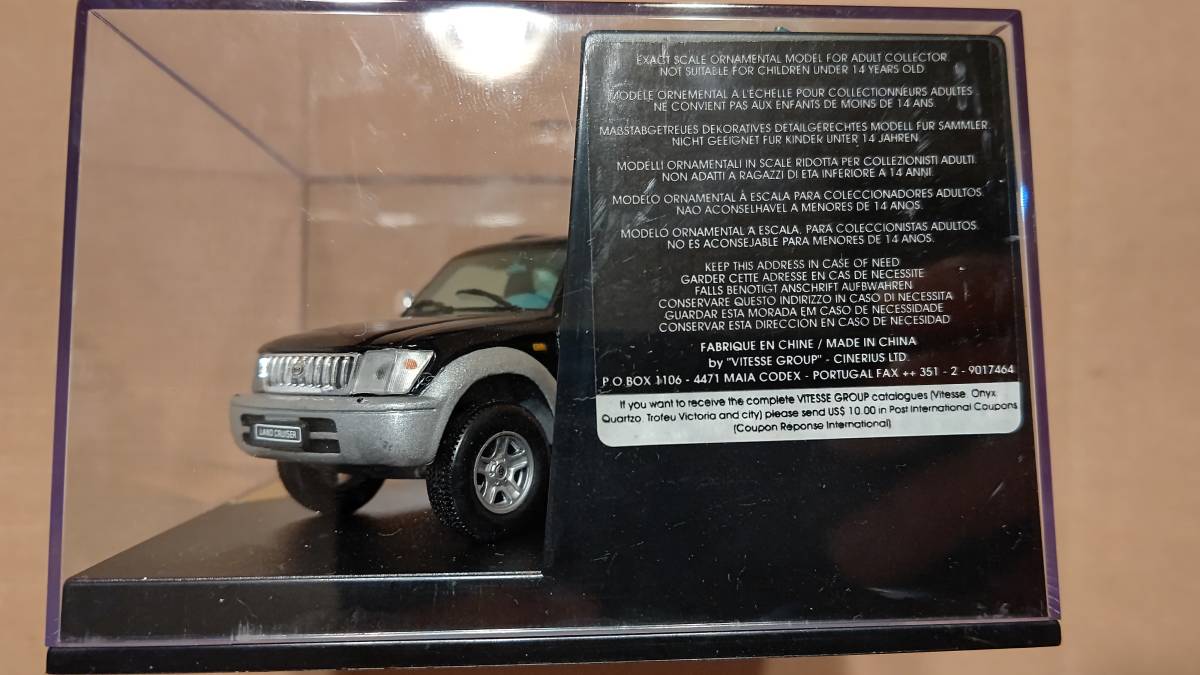 EXACT SCALE ORNAMENTAL MODEL FOR ADULT COLLECTOR.
NOT SUITABLE FOR CHILDREN UNDER 14 YEARS OLD.
MODELE ORNEMENTAL A L'ÉCHELLE POUR COLLECTIONNEURS ADULTES.
NE CONVIENT PAS AUX ENFANTS DE MOINS DE 14 ANS.
MAßSTABGETREUES DEKORATIVES DETAILGERECHTES MODELL FUR SAMMLER.
NICHT GEEIGNET FUR KINDER UNTER 14 JAHREN.
MODELLI ORNAMENTALI IN SCALE RIDOTTA PER COLLEZIONISTI ADULTI.
NON ADATTI A RAGAZZI DI ETA INFERIORE A 14 ANNI.
MODELO ORNAMENTAL À ESCALA PARA COLECCIONADORES ADULTOS.
NAO ACONSELHAVEL A MENORES DE 14 ANOS.
MODELO ORNAMENTAL A ESCALA, PARA COLECCIONISTAS ADULTOS.
NO ES ACONSEJABLE PARA MENORES DE 14 ANOS.
KEEP THIS ADDRESS IN CASE OF NEED
GARDER CETTE ADRESSE EN CAS DE NECESSITE
FALLS BENOTIGT ANSCHRIFT AUFBWAHREN
CONSERVARE QUESTO INDIRIZZO IN CASO DI NECESSITA
GUARDAR ESTA MORADA EM CASO DE NECESSIDADE
CONSERVAR ESTA DIRECCION EN CASO DE NECESIDAD
FABRIQUE EN CHINE / MADE IN CHINA
by "VITESSE GROUP" - CINERIUS LTD.
P.O.BOX 1106 - 4471 MAIA CODEX - PORTUGAL FAX ++ 351 - 2 - 9017464
If you want to receive the complete VITESSE GROUP catalogues (Vitesse, Onyx,
Quartzo, Trofeu Victoria and city) please send US$ 10.00 in Post International Coupons
(Coupon Reponse International)
LAND CRUISER